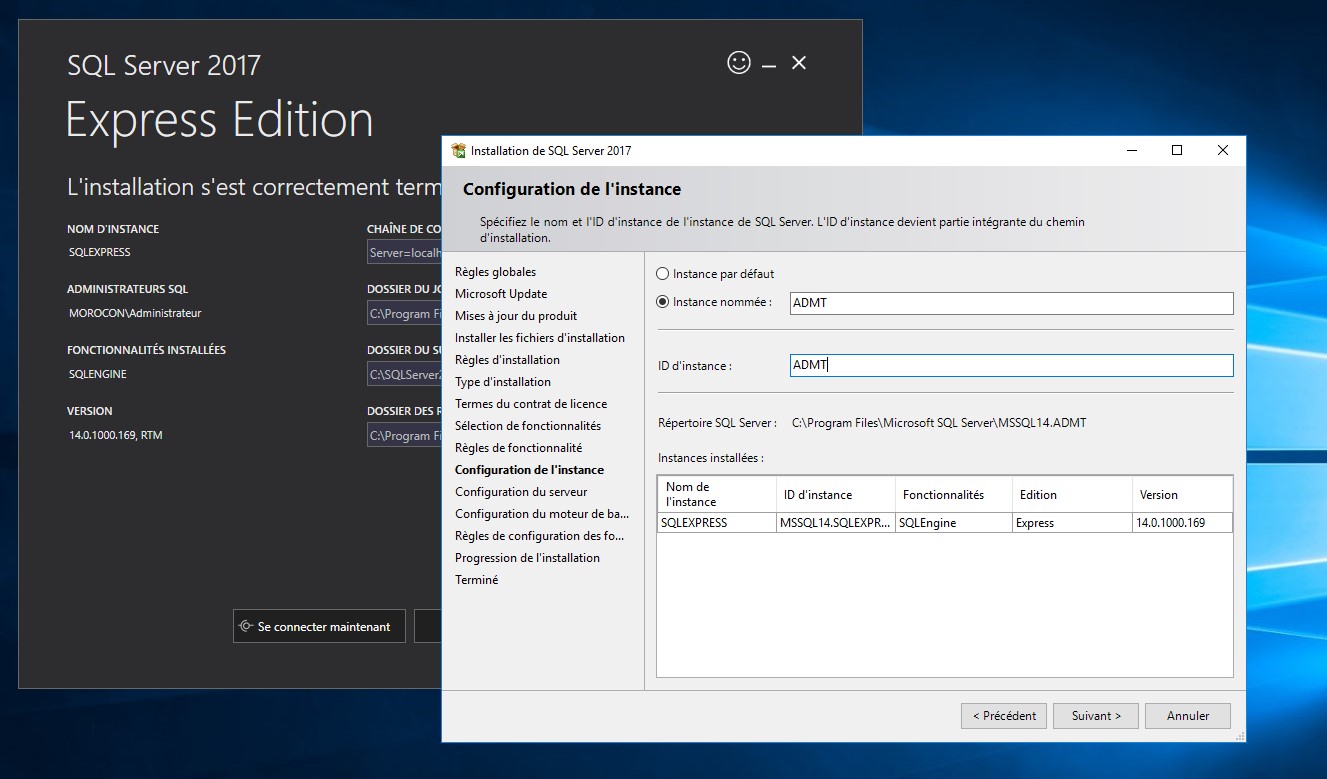 SQL Server 2017
Express Edition
L'installation s'est correctement term
NOM D'INSTANCE
SQLEXPRESS
CHAÎNE DE CO
Server=localh
ADMINISTRATEURS SQL
MOROCON\Administrateur
DOSSIER DU JO
C:\Program Fi
FONCTIONNALITÉS INSTALLÉES
SQLENGINE
DOSSIER DU SU
C:\SQLServer2
VERSION
14.0.1000.169, RTM
DOSSIER DES R
C:\Program Fi
Se connecter maintenant
Installation de SQL Server 2017
Configuration de l'instance
Spécifiez le nom et l'ID d'instance de l'instance de SQL Server. L'ID d'instance devient partie intégrante du chemin
d'installation.
Règles globales
Microsoft Update
Mises à jour du produit
Installer les fichiers d'installation
Règles d'installation
Type d'installation
Termes du contrat de licence
Sélection de fonctionnalités
Règles de fonctionnalité
Configuration de l'instance
Configuration du serveur
Configuration du moteur de ba...
Règles de configuration des fo...
Progression de l'installation
Terminé
Instance par défaut
Instance nommée : ADMT
ID d'instance : ADMT
Répertoire SQL Server : C:\Program Files\Microsoft SQL Server\MSSQL14.ADMT
Instances installées :
Nom de
l'instance
ID d'instance Fonctionnalités Edition Version
SQLEXPRESS MSSQL14.SQLEXPR... SQLEngine Express 14.0.1000.169
< Précédent Suivant > Annuler